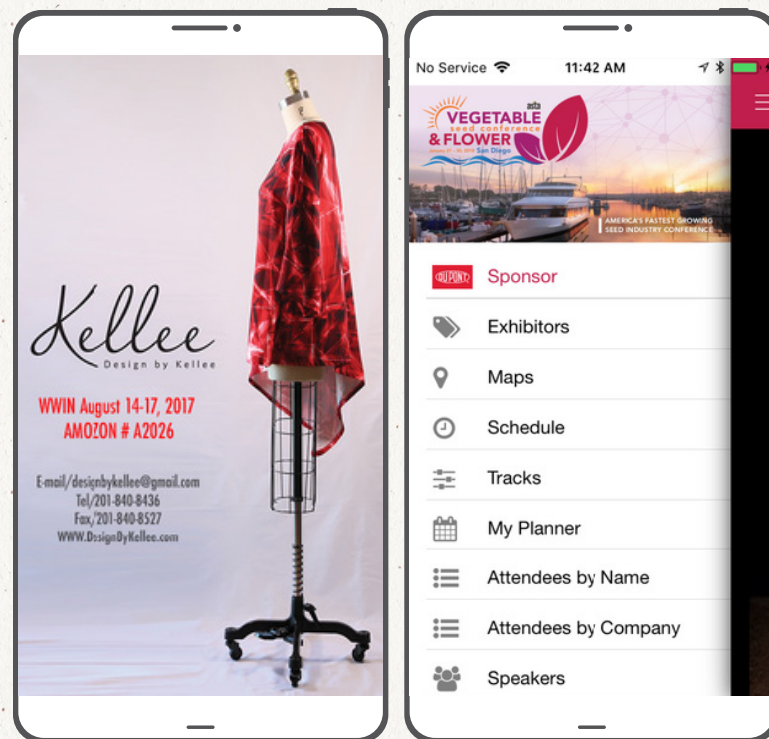 Kellee
Design by Kellee
WWIN August 14-17, 2017
AMOZON # A2026
E-mail/designbykellee@gmail.com
Tel/201-840-8436
Fax/201-840-8527
WWW.DesignByKellee.com
No Service
11:42 AM
asta
VEGETABLE
seed conference
& FLOWER
San Diego
AMERICA'S FASTEST GROWING
SEED INDUSTRY CONFERENCE
DU PONT
Sponsor
Exhibitors
Maps
Schedule
Tracks
My Planner
Attendees by Name
Attendees by Company
Speakers